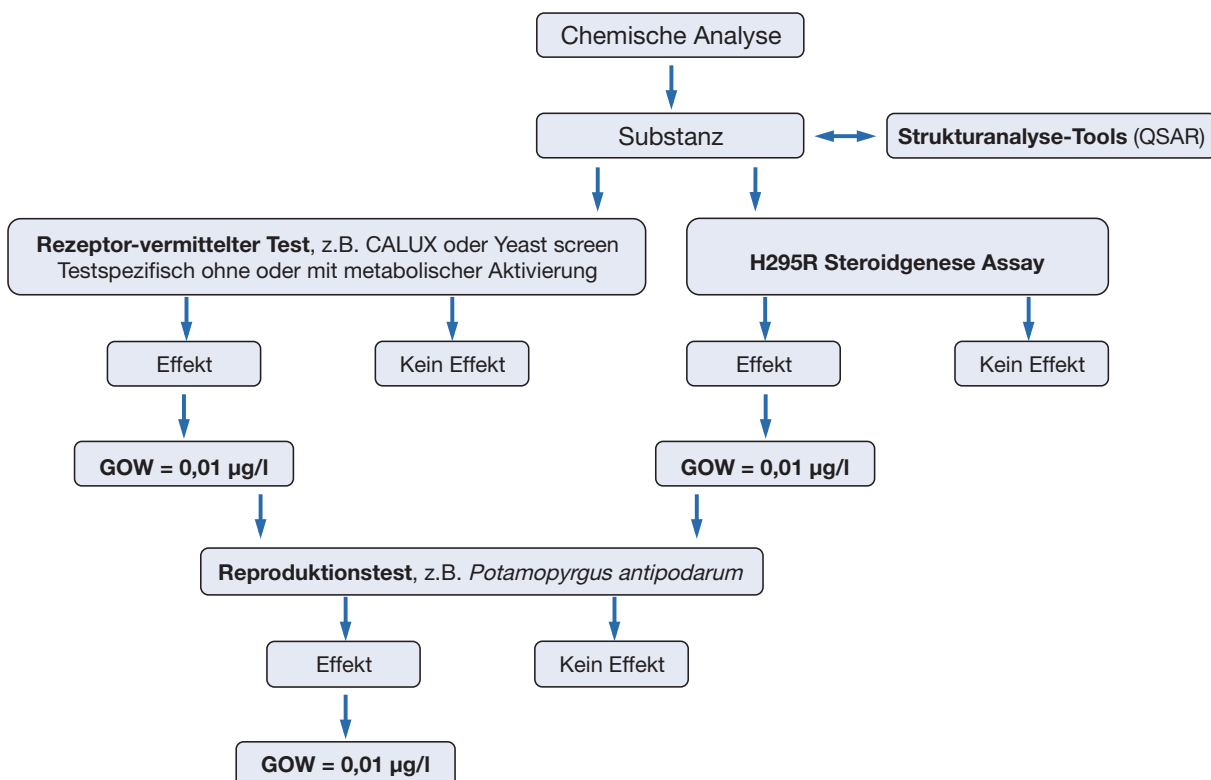 Chemische Analyse
Substanz
Strukturanalyse-Tools (QSAR)
Rezeptor-vermittelter Test, z.B. CALUX oder Yeast screen
Testspezifisch ohne oder mit metabolischer Aktivierung
H295R Steroidgenese Assay
Effekt
Kein Effekt
Effekt
Kein Effekt
GOW = 0,01 µg/l
GOW = 0,01 µg/l
Reproduktionstest, z.B. Potamopyrgus antipodarum
Effekt
Kein Effekt
GOW = 0,01 µg/l